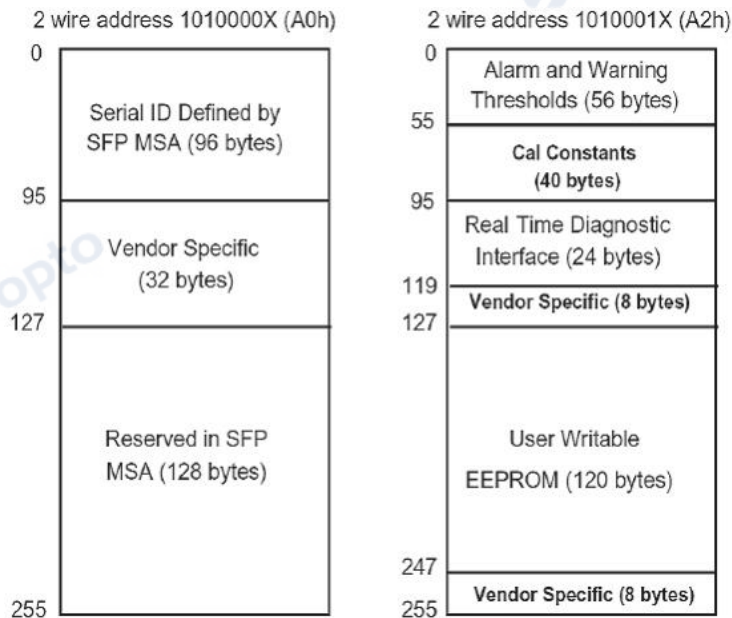 2 wire address 1010000X (A0h)
0
Serial ID Defined by
SFP MSA (96 bytes)
95
Vendor Specific
(32 bytes)
127
Reserved in SFP
MSA (128 bytes)
255
2 wire address 1010001X (A2h)
0
Alarm and Warning
Thresholds (56 bytes)
55
Cal Constants
(40 bytes)
95
Real Time Diagnostic
Interface (24 bytes)
119
Vendor Specific (8 bytes)
127
User Writable
EEPROM (120 bytes)
247
Vendor Specific (8 bytes)
255
opto